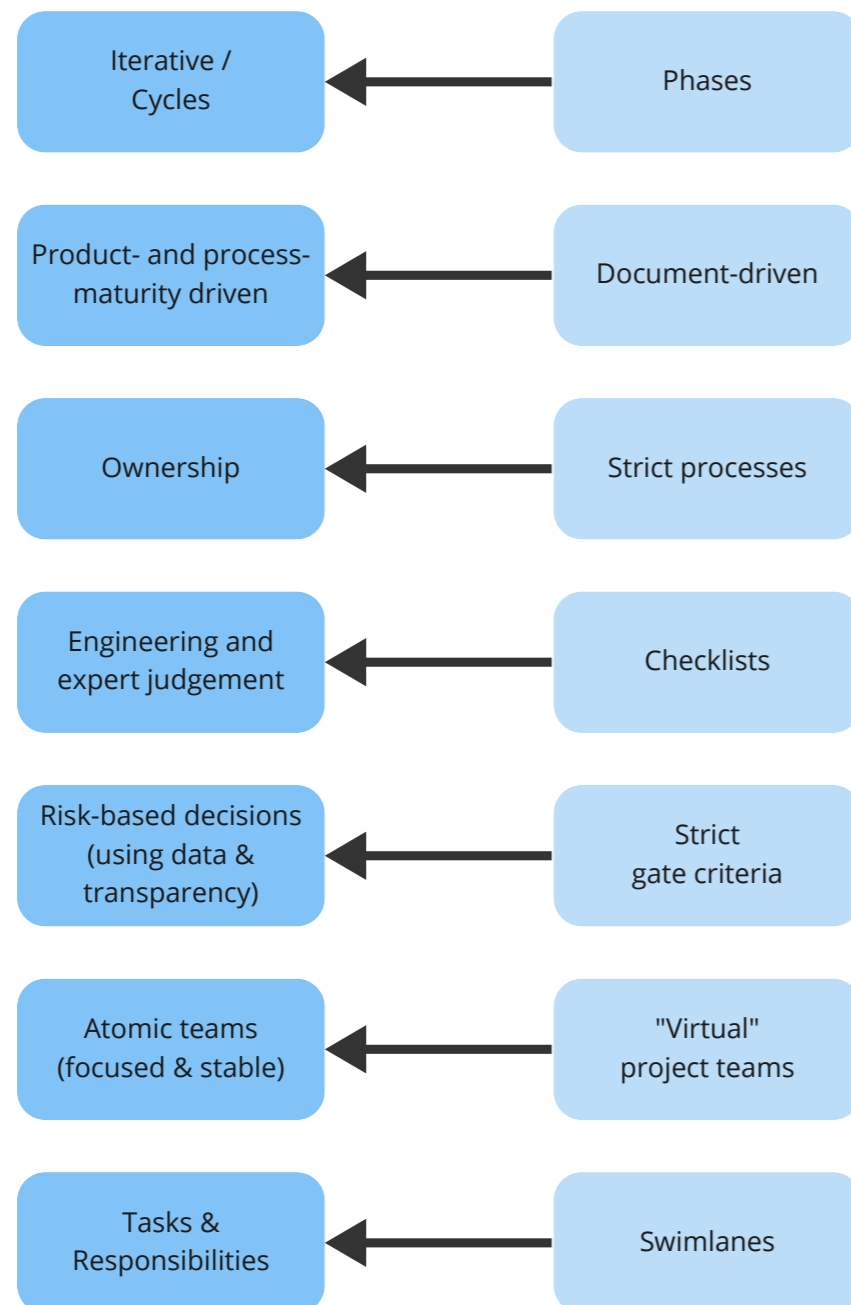 Iterative /
Cycles
Phases
Product- and process-
maturity driven
Document-driven
Ownership
Strict processes
Engineering and
expert judgement
Checklists
Risk-based decisions
(using data &
transparency)
Strict
gate criteria
Atomic teams
(focused & stable)
"Virtual"
project teams
Tasks &
Responsibilities
Swimlanes